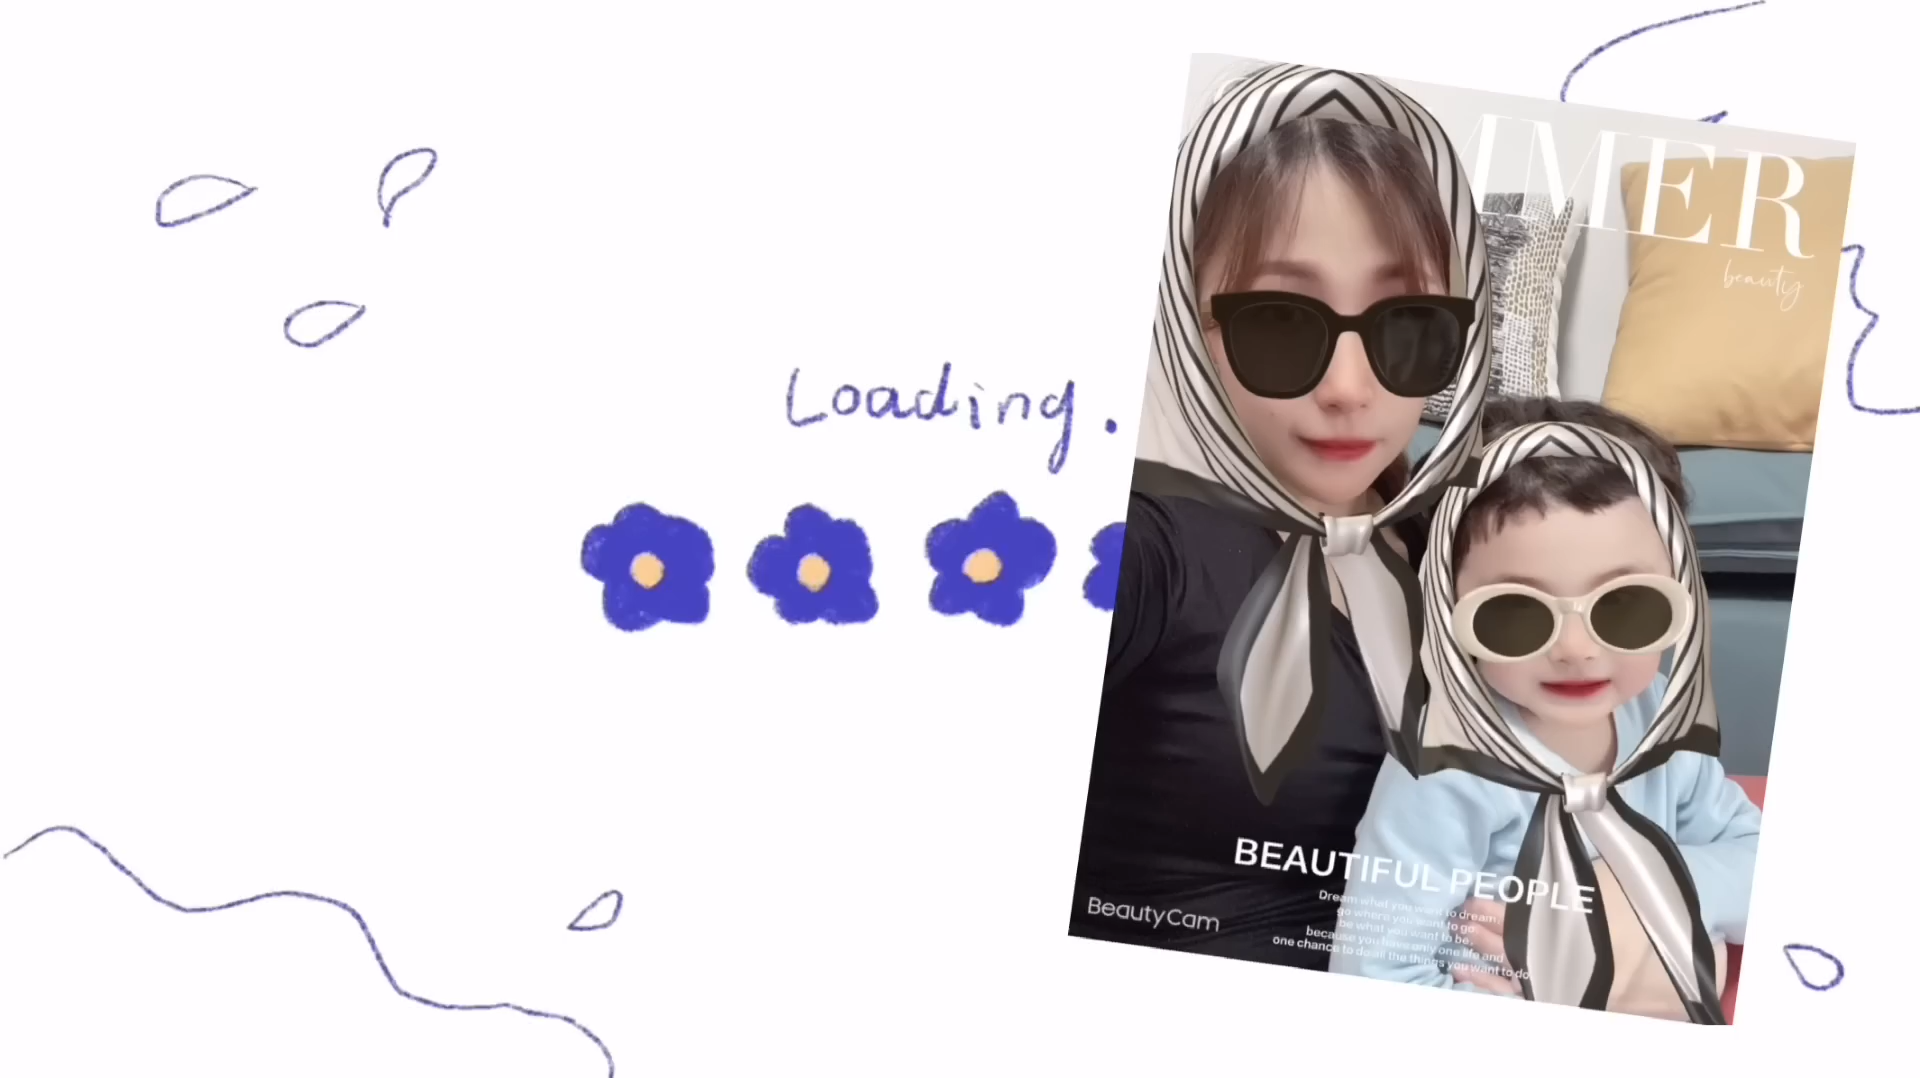 Loading.
MMER
beauty
BEAUTIFUL PEOPLE
Dream what you want to dream,
go where you want to go,
be what you want to be,
because you have only one life and
one chance to do all the things you want to do.
BeautyCam